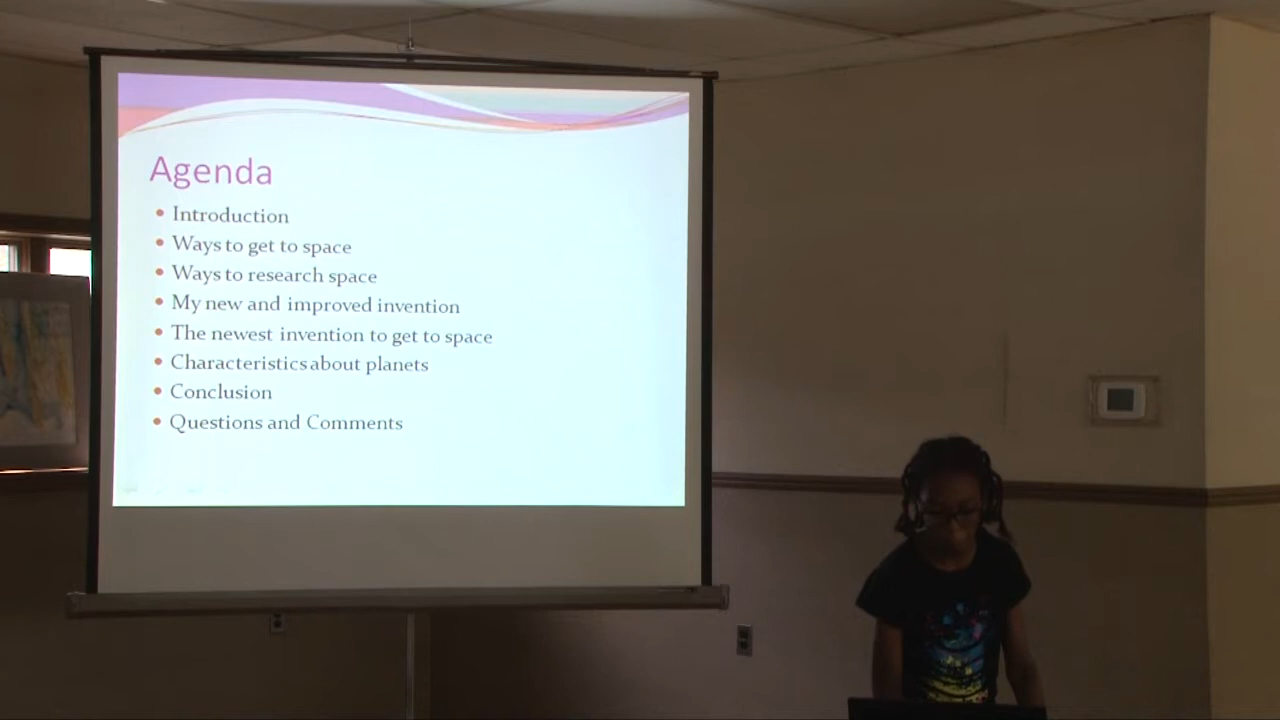 Agenda
Introduction
Ways to get to space
Ways to research space
My new and improved invention
The newest invention to get to space
Characteristics about planets
Conclusion
Questions and Comments